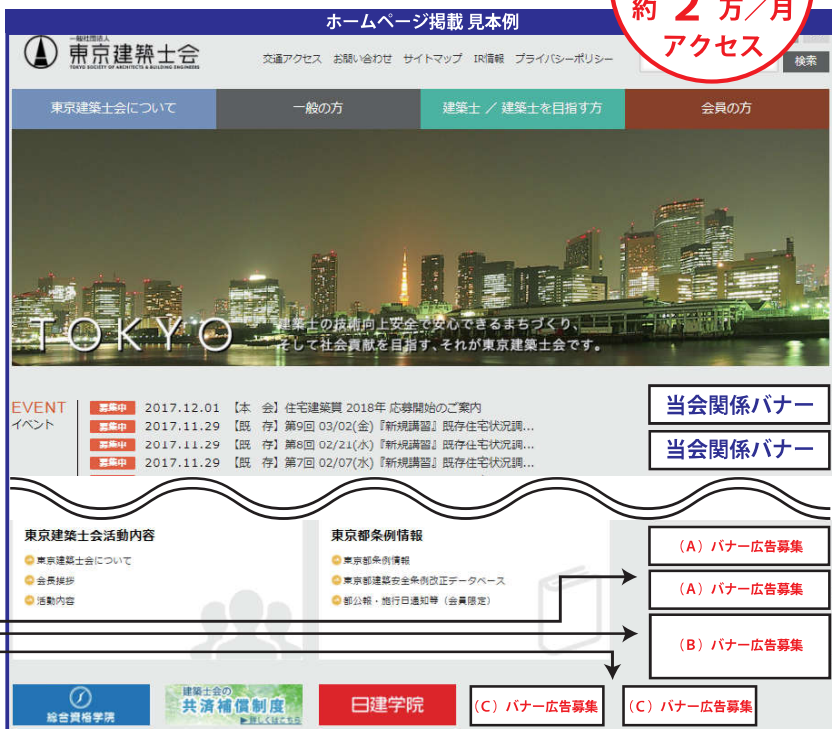 ホームページ掲載 見本例
約 2 万／月
アクセス
一般社団法人
東京建築士会
TOKYO SOCIETY OF ARCHITECTS & BUILDING ENGINEERS
交通アクセス お問い合わせ サイトマップ IR情報 プライバシーポリシー
検索
東京建築士会について
一般の方
建築士 ／ 建築士を目指す方
会員の方
TOKYO
建築士の技術向上安全で安心できるまちづくり、
そして社会貢献を目指す、それが東京建築士会です。
EVENT
イベント
募集中 2017.12.01 【本　会】住宅建築賞 2018年 応募開始のご案内
募集中 2017.11.29 【既　存】第9回 03/02(金)『新規講習』既存住宅状況調...
募集中 2017.11.29 【既　存】第8回 02/21(水)『新規講習』既存住宅状況調...
募集中 2017.11.29 【既　存】第7回 02/07(水)『新規講習』既存住宅状況調...
当会関係バナー
当会関係バナー
東京建築士会活動内容
東京建築士会について
会長挨拶
活動内容
東京都条例情報
東京都条例情報
東京都建築安全条例改正データベース
都公報・施行日通知等（会員限定）
（A）バナー広告募集
（A）バナー広告募集
（B）バナー広告募集
総合資格学院
建築士会の
共済補償制度
▶詳しくはこちら
日建学院
（C）バナー広告募集
（C）バナー広告募集